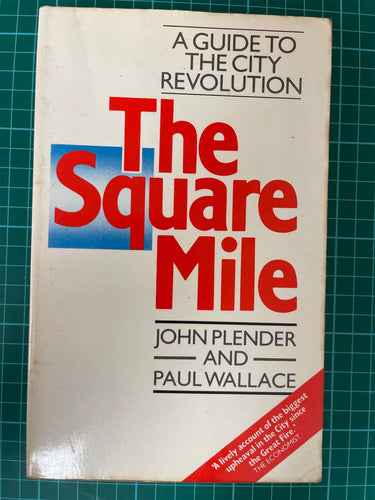 A GUIDE TO
THE CITY
REVOLUTION
The
Square
Mile
JOHN PLENDER
AND
PAUL WALLACE
'A lively account of the biggest
upheaval in the City since
the Great Fire.'
THE ECONOMIST